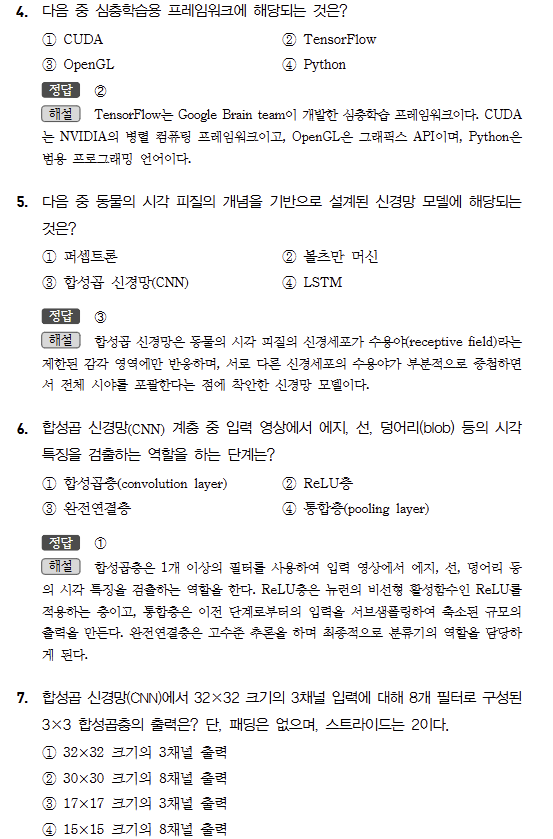 4. 다음 중 심층학습용 프레임워크에 해당되는 것은?
① CUDA ② TensorFlow
③ OpenGL ④ Python
정답 ②
해설 TensorFlow는 Google Brain team이 개발한 심층학습 프레임워크이다. CUDA
는 NVIDIA의 병렬 컴퓨팅 프레임워크이고, OpenGL은 그래픽스 API이며, Python은
범용 프로그래밍 언어이다.
5. 다음 중 동물의 시각 피질의 개념을 기반으로 설계된 신경망 모델에 해당되는
것은?
① 퍼셉트론 ② 볼츠만 머신
③ 합성곱 신경망(CNN) ④ LSTM
정답 ③
해설 합성곱 신경망은 동물의 시각 피질의 신경세포가 수용야(receptive field)라는
제한된 감각 영역에만 반응하며, 서로 다른 신경세포의 수용야가 부분적으로 중첩하면
서 전체 시야를 포괄한다는 점에 착안한 신경망 모델이다.
6. 합성곱 신경망(CNN) 계층 중 입력 영상에서 에지, 선, 덩어리(blob) 등의 시각
특징을 검출하는 역할을 하는 단계는?
① 합성곱층(convolution layer) ② ReLU층
③ 완전연결층 ④ 통합층(pooling layer)
정답 ①
해설 합성곱층은 1개 이상의 필터를 사용하여 입력 영상에서 에지, 선, 덩어리 등
의 시각 특징을 검출하는 역할을 한다. ReLU층은 뉴런의 비선형 활성함수인 ReLU를
적용하는 층이고, 통합층은 이전 단계로부터의 입력을 서브샘플링하여 축소된 규모의
출력을 만든다. 완전연결층은 고수준 추론을 하며 최종적으로 분류기의 역할을 담당하
게 된다.
7. 합성곱 신경망(CNN)에서 32×32 크기의 3채널 입력에 대해 8개 필터로 구성된
3×3 합성곱층의 출력은? 단, 패딩은 없으며, 스트라이드는 2이다.
① 32×32 크기의 3채널 출력
② 30×30 크기의 8채널 출력
③ 17×17 크기의 3채널 출력
④ 15×15 크기의 8채널 출력